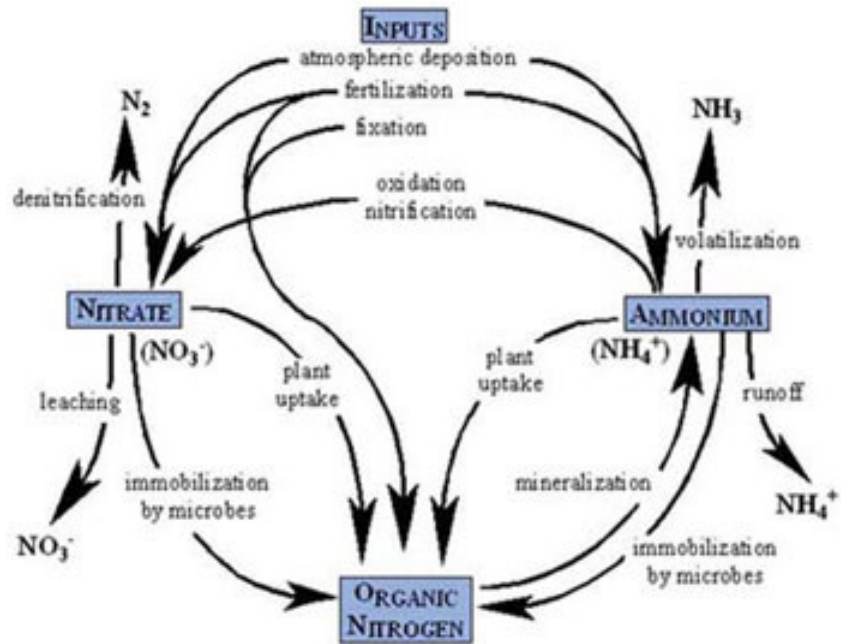 INPUTS
atmospheric deposition
fertilization
fixation
N₂
NH₃
denitrification
oxidation
nitrification
volatilization
NITRATE
(NO₃⁻)
AMMONIUM
(NH₄⁺)
leaching
plant
uptake
plant
uptake
runoff
immobilization
by microbes
mineralization
NO₃⁻
NH₄⁺
immobilization
by microbes
ORGANIC
NITROGEN